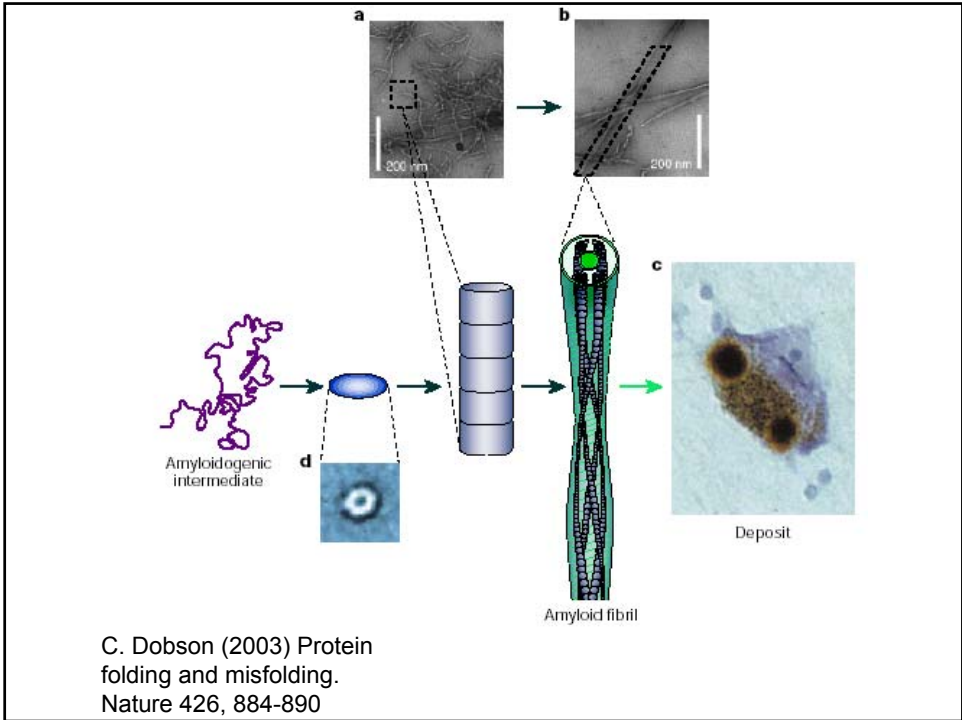 a
b
200 nm
200 nm
c
Amyloidogenic
intermediate
d
Deposit
Amyloid fibril
C. Dobson (2003) Protein
folding and misfolding.
Nature 426, 884-890